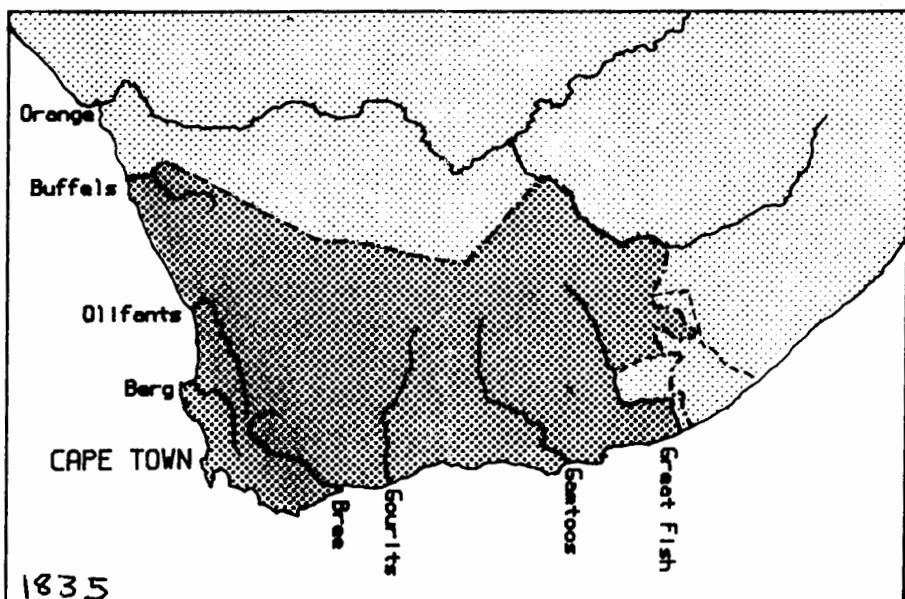 Orange
Buffels
Olifants
Berg
CAPE TOWN
Bree
Gourits
Gamtoos
Great Fish
1835